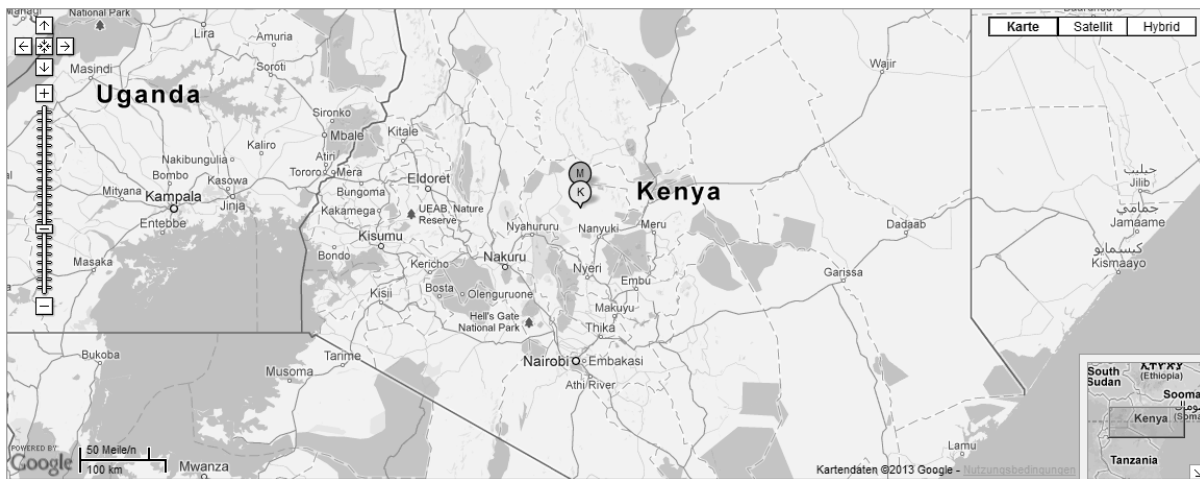 National Park
Lira
Amuria
Soroti
Masindi
Uganda
Sironko
Mbale
Kitale
Kaliro
Nakibungulia
Bombo
Atiri
Tororo
Mera
Mityana
Kasowa
Kampala
Jinja
Entebbe
Masaka
Bungoma
Eldoret
Kakamega
UEAB, Nature
Reserve
Kisumu
Bondo
Kericho
Nakuru
Kisii
Bosta
Olenguruone
Hell's Gate
National Park
M
K
Kenya
Nyahururu
Nanyuki
Meru
Nyeri
Embu
Makuyu
Thika
Nairobi
Embakasi
Athi River
Wajir
Dadaab
Garissa
Lamu
Bukoba
Musoma
Tarime
Mwanza
Karte
Satellit
Hybrid
جيليب
Jilib
جمامي
Jamaame
كيسمايو
Kismaayo
POWERED BY
Google
50 Meile/n
100 km
Kartendaten ©2013 Google - Nutzungsbedingungen
South
Sudan
(Ethiopia)
Kenya
Tanzania